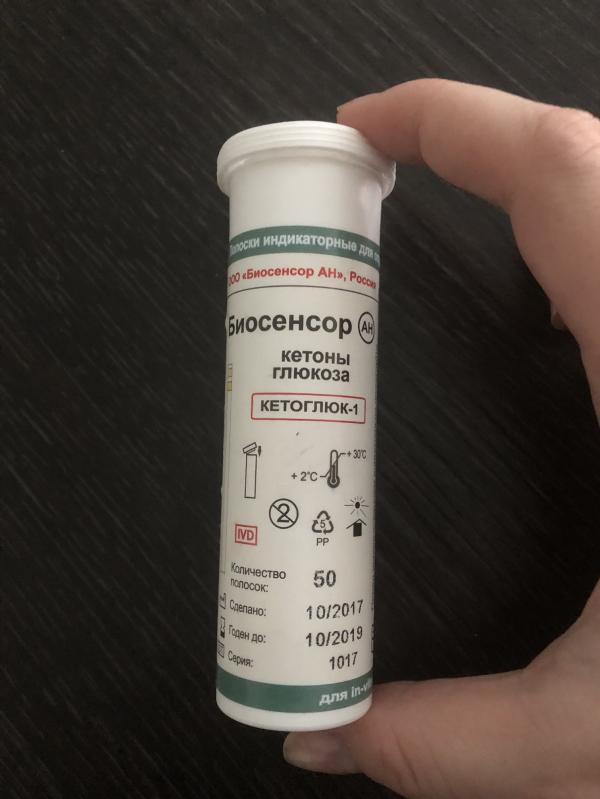 Полоски индикаторные для
ООО «Биосенсор АН», Россия
Биосенсор АН
кетоны
глюкоза
КЕТОГЛЮК-1
+ 30°C
+ 2°C
2
5
PP
IVD
Количество
полосок: 50
Сделано: 10/2017
Годен до: 10/2019
Серия: 1017
для in-vit